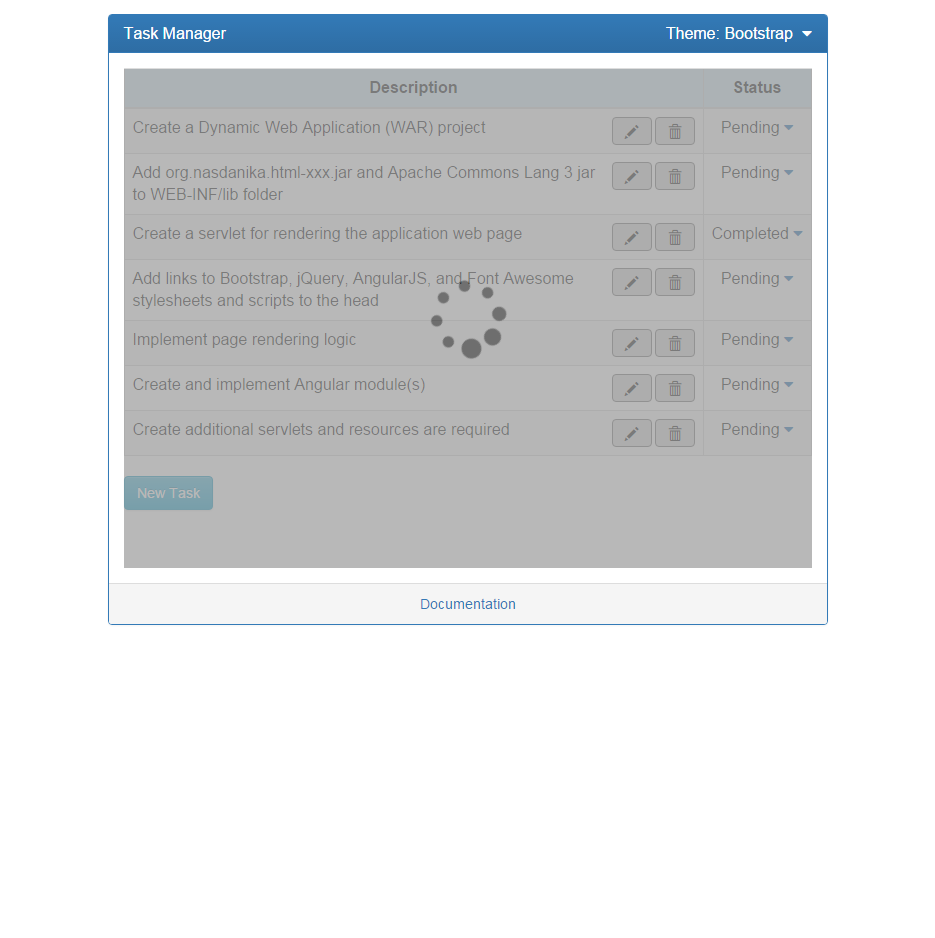 Task Manager Theme: Bootstrap
Description Status
Create a Dynamic Web Application (WAR) project Pending
Add org.nasdanika.html-xxx.jar and Apache Commons Lang 3 jar Pending
to WEB-INF/lib folder
Create a servlet for rendering the application web page Completed
Add links to Bootstrap, jQuery, AngularJS, and Font Awesome Pending
stylesheets and scripts to the head
Implement page rendering logic Pending
Create and implement Angular module(s) Pending
Create additional servlets and resources are required Pending
New Task
Documentation